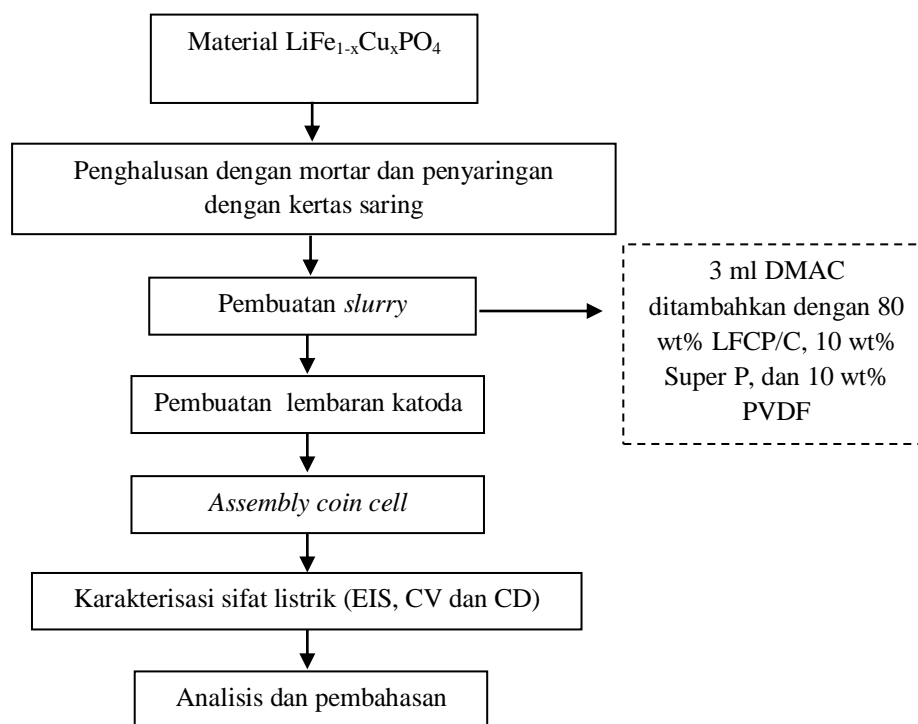 Material LiFe₁₋ₓCuₓPO₄
Penghalusan dengan mortar dan penyaringan
dengan kertas saring
Pembuatan slurry
3 ml DMAC
ditambahkan dengan 80
wt% LFCP/C, 10 wt%
Super P, dan 10 wt%
PVDF
Pembuatan lembaran katoda
Assembly coin cell
Karakterisasi sifat listrik (EIS, CV dan CD)
Analisis dan pembahasan